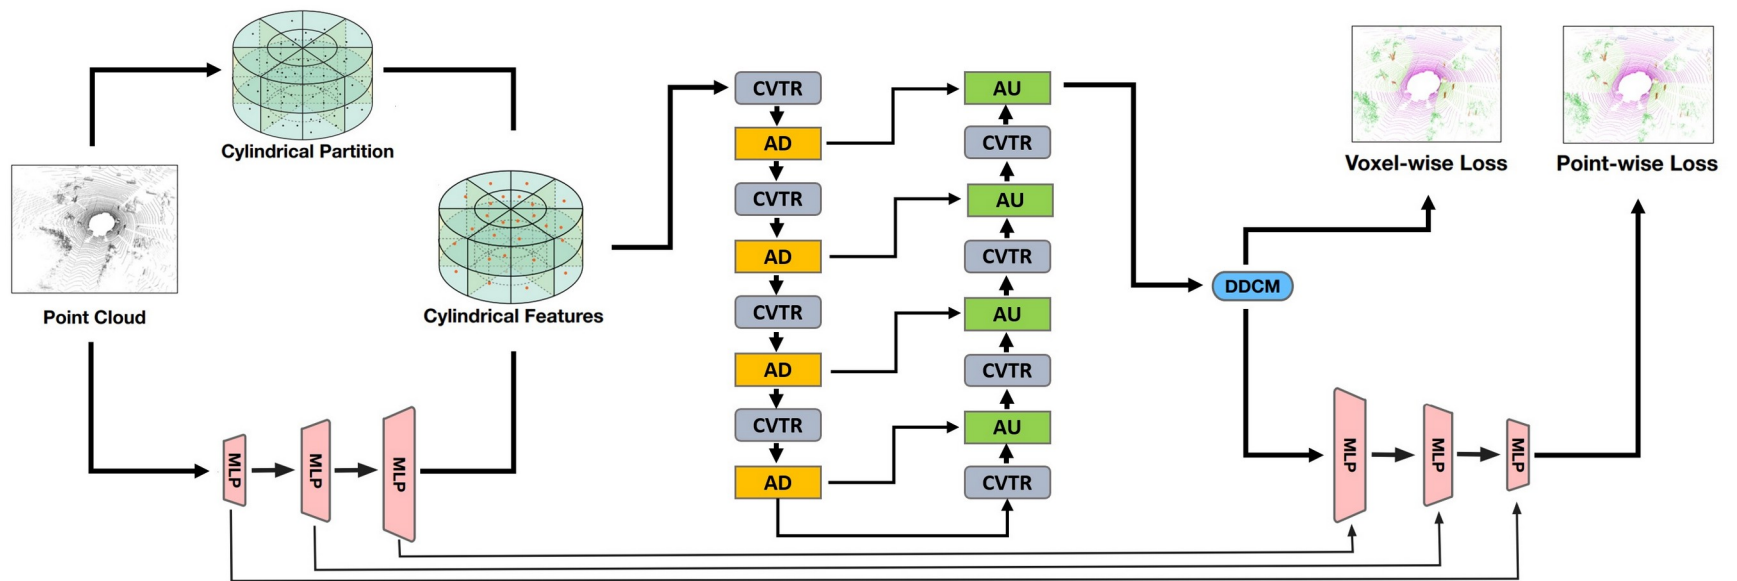 Cylindrical Partition
Point Cloud
Cylindrical Features
MLP
MLP
MLP
CVTR
AD
CVTR
AD
CVTR
AD
CVTR
AD
AU
CVTR
AU
CVTR
AU
CVTR
AU
CVTR
DDCM
Voxel-wise Loss
Point-wise Loss
MLP
MLP
MLP